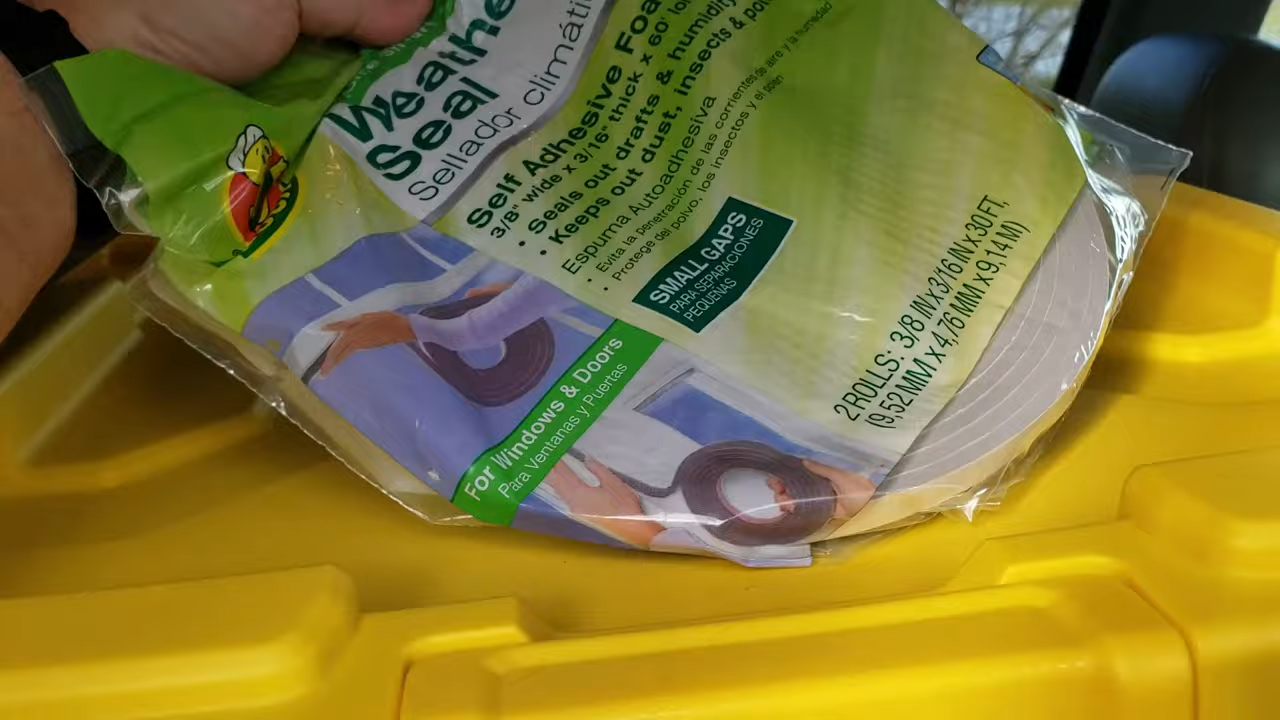 Weathe
Seal
Sellador climáti
Self Adhesive Foa
3/8" wide x 3/16" thick x 60' lo
• Seals out drafts & humidity
• Keeps out dust, insects & pol
Espuma Autoadhesiva
• Evita la penetración de las corrientes de aire y la humedad
• Protege del polvo, los insectos y el polen
SMALL GAPS
PARA SEPARACIONES
PEQUEÑAS
2 ROLLS: 3/8 IN x 3/16 IN x 30 FT,
(9,52 MM x 4,76 MM x 9,14 M)
For Windows & Doors
Para Ventanas y Puertas